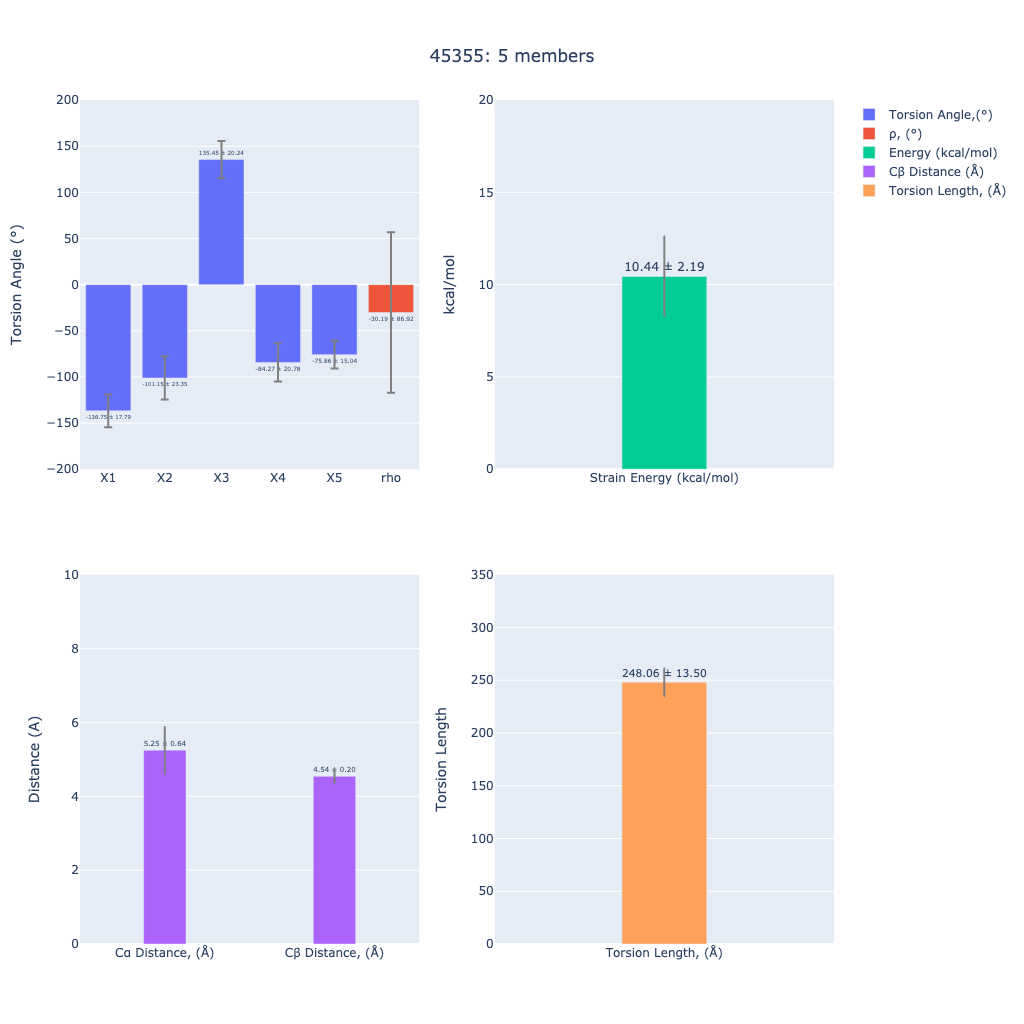 45355: 5 members
Torsion Angle (°)
200
150
100
50
0
−50
−100
−150
−200
135.45 ± 20.24
-30.19 ± 86.92
-75.86 ± 15.04
-84.27 ± 20.78
-101.15 ± 23.35
-136.75 ± 17.79
X1 X2 X3 X4 X5 rho
kcal/mol
20
15
10
5
0
10.44 ± 2.19
Strain Energy (kcal/mol)
Torsion Angle,(°)
ρ, (°)
Energy (kcal/mol)
Cβ Distance (Å)
Torsion Length, (Å)
Distance (A)
10
8
6
4
2
0
5.25 ± 0.64
4.54 ± 0.20
Cα Distance, (Å) Cβ Distance, (Å)
Torsion Length
350
300
250
200
150
100
50
0
248.06 ± 13.50
Torsion Length, (Å)